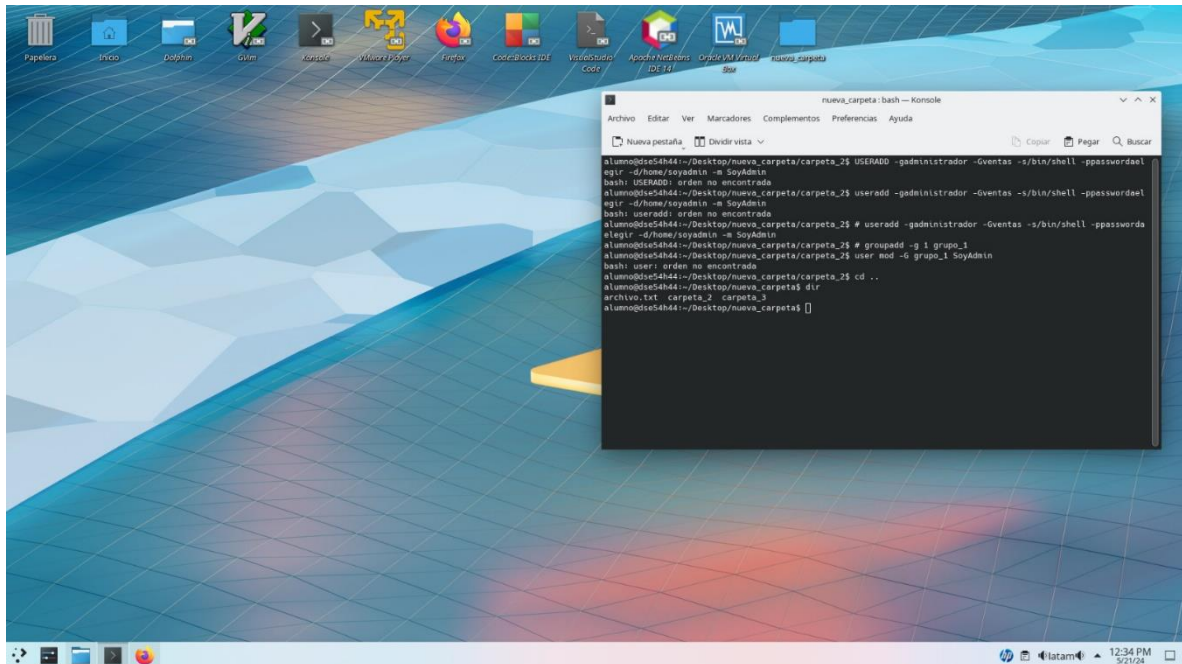 Papelera
Inicio
Dolphin
GVim
Konsole
VMware Player
Firefox
Code::Blocks IDE
VisualStudio
Code
Apache NetBeans
IDE 14
Oracle VM Virtual
Box
nueva_carpeta
nueva_carpeta : bash — Konsole
Archivo Editar Ver Marcadores Complementos Preferencias Ayuda
Nueva pestaña Dividir vista Copiar Pegar Buscar
alumno@dse54h44:~/Desktop/nueva_carpeta/carpeta_2$ USERADD -gadministrador -Gventas -s/bin/shell -ppasswordael
egir -d/home/soyadmin -m SoyAdmin
bash: USERADD: orden no encontrada
alumno@dse54h44:~/Desktop/nueva_carpeta/carpeta_2$ useradd -gadministrador -Gventas -s/bin/shell -ppasswordael
egir -d/home/soyadmin -m SoyAdmin
bash: useradd: orden no encontrada
alumno@dse54h44:~/Desktop/nueva_carpeta/carpeta_2$ # useradd -gadministrador -Gventas -s/bin/shell -ppassworda
elegir -d/home/soyadmin -m SoyAdmin
alumno@dse54h44:~/Desktop/nueva_carpeta/carpeta_2$ # groupadd -g 1 grupo_1
alumno@dse54h44:~/Desktop/nueva_carpeta/carpeta_2$ user mod -G grupo_1 SoyAdmin
bash: user: orden no encontrada
alumno@dse54h44:~/Desktop/nueva_carpeta/carpeta_2$ cd ..
alumno@dse54h44:~/Desktop/nueva_carpeta$ dir
archivo.txt carpeta_2 carpeta_3
alumno@dse54h44:~/Desktop/nueva_carpeta$
hp
latam
12:34 PM
5/21/24